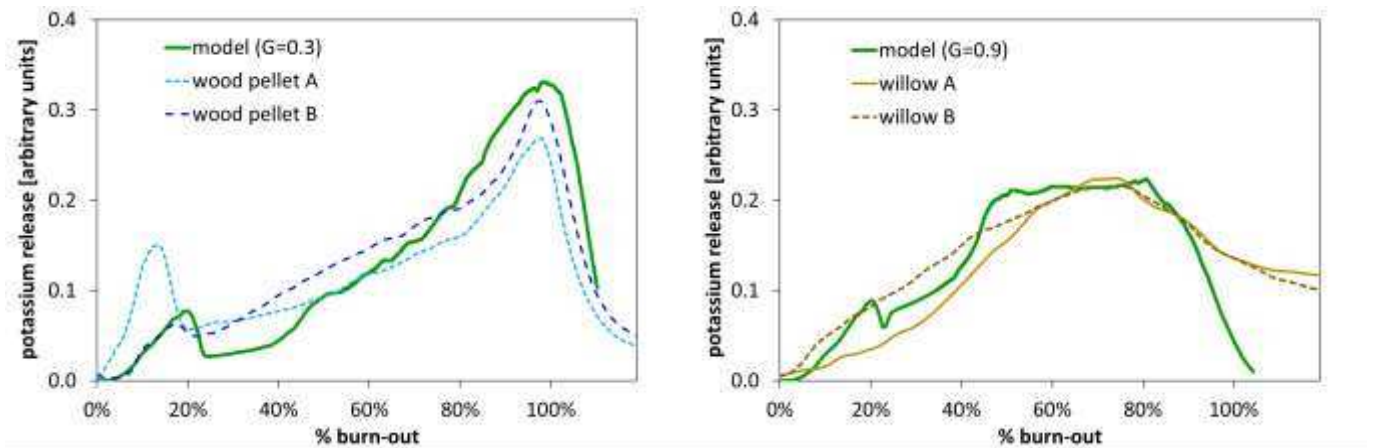 potassium release [arbitrary units]
0.4
0.3
0.2
0.1
0.0
model (G=0.3)
wood pellet A
wood pellet B
0%
20%
40%
60%
80%
100%
% burn-out
potassium release [arbitrary units]
0.4
0.3
0.2
0.1
0.0
model (G=0.9)
willow A
willow B
0%
20%
40%
60%
80%
100%
% burn-out